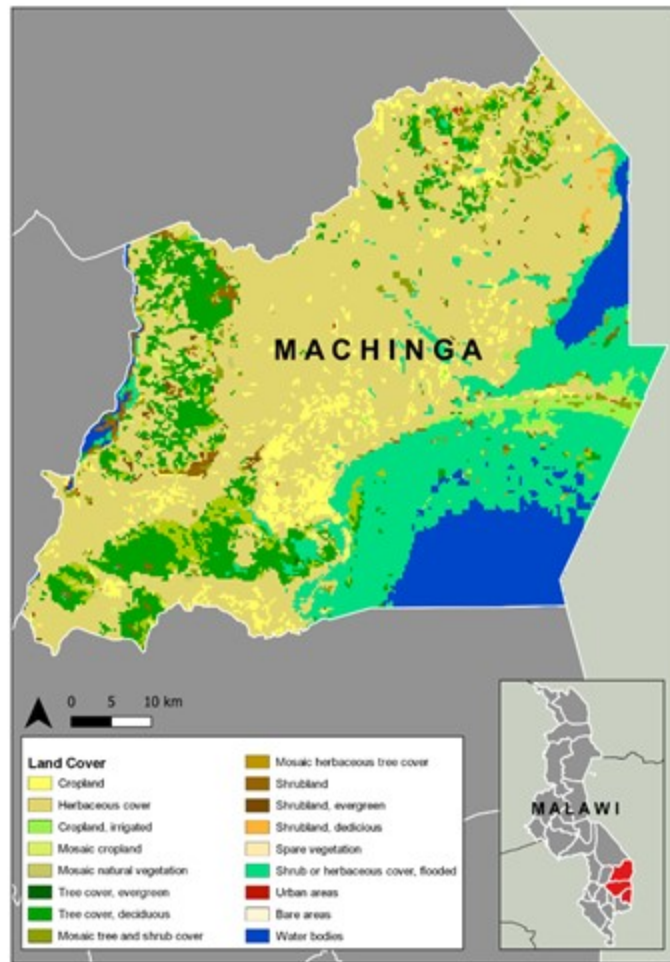 MACHINGA
0 5 10 km
Land Cover
Cropland
Herbaceous cover
Cropland, irrigated
Mosaic cropland
Mosaic natural vegetation
Tree cover, evergreen
Tree cover, deciduous
Mosaic tree and shrub cover
Mosaic herbaceous tree cover
Shrubland
Shrubland, evergreen
Shrubland, dedicious
Spare vegetation
Shrub or herbaceous cover, flooded
Urban areas
Bare areas
Water bodies
MALAWI